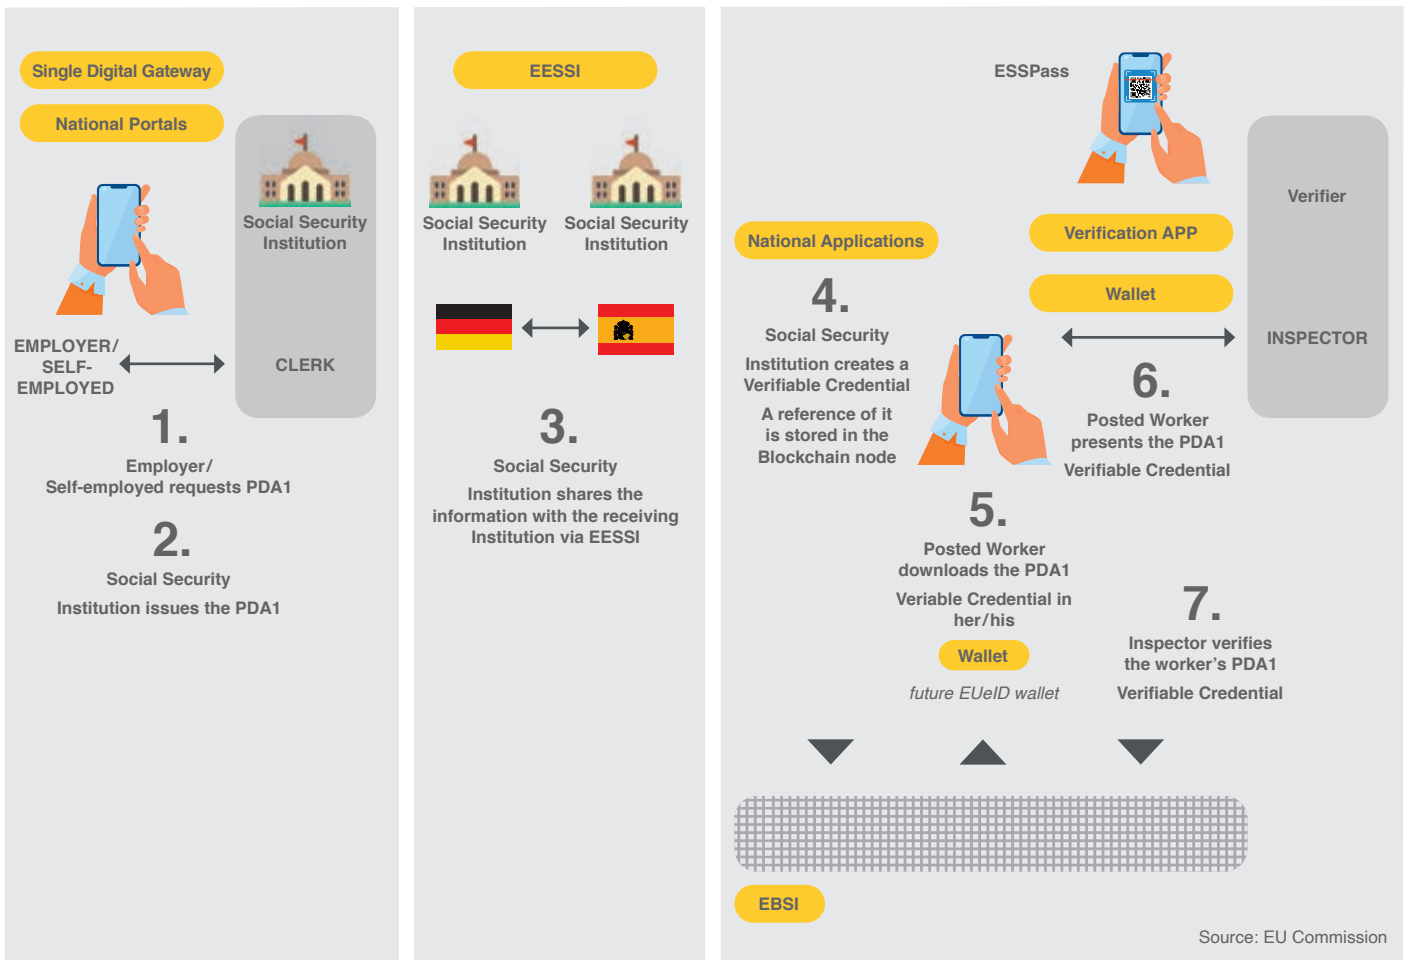 Single Digital Gateway
National Portals
Social Security
Institution
EMPLOYER/
SELF-
EMPLOYED
CLERK
1.
Employer/
Self-employed requests PDA1
2.
Social Security
Institution issues the PDA1
EESSI
Social Security
Institution
Social Security
Institution
3.
Social Security
Institution shares the
information with the receiving
Institution via EESSI
ESSPass
Verifier
National Applications
Verification APP
Wallet
INSPECTOR
4.
Social Security
Institution creates a
Verifiable Credential
A reference of it
is stored in the
Blockchain node
5.
Posted Worker
downloads the PDA1
Veriable Credential in
her/his
Wallet
future EUeID wallet
6.
Posted Worker
presents the PDA1
Verifiable Credential
7.
Inspector verifies
the worker’s PDA1
Verifiable Credential
EBSI
Source: EU Commission